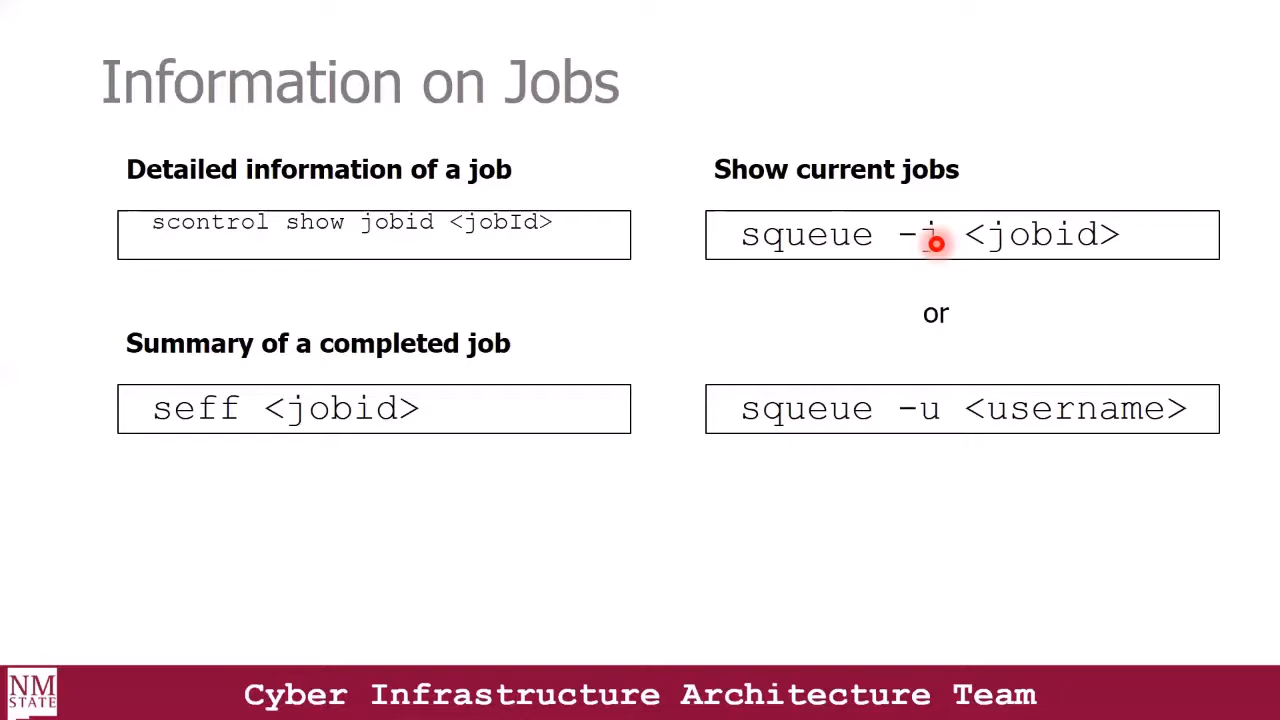 Information on Jobs
Detailed information of a job
scontrol show jobid <jobId>
Summary of a completed job
seff <jobid>
Show current jobs
squeue -j <jobid>
or
squeue -u <username>
NM
STATE
Cyber Infrastructure Architecture Team